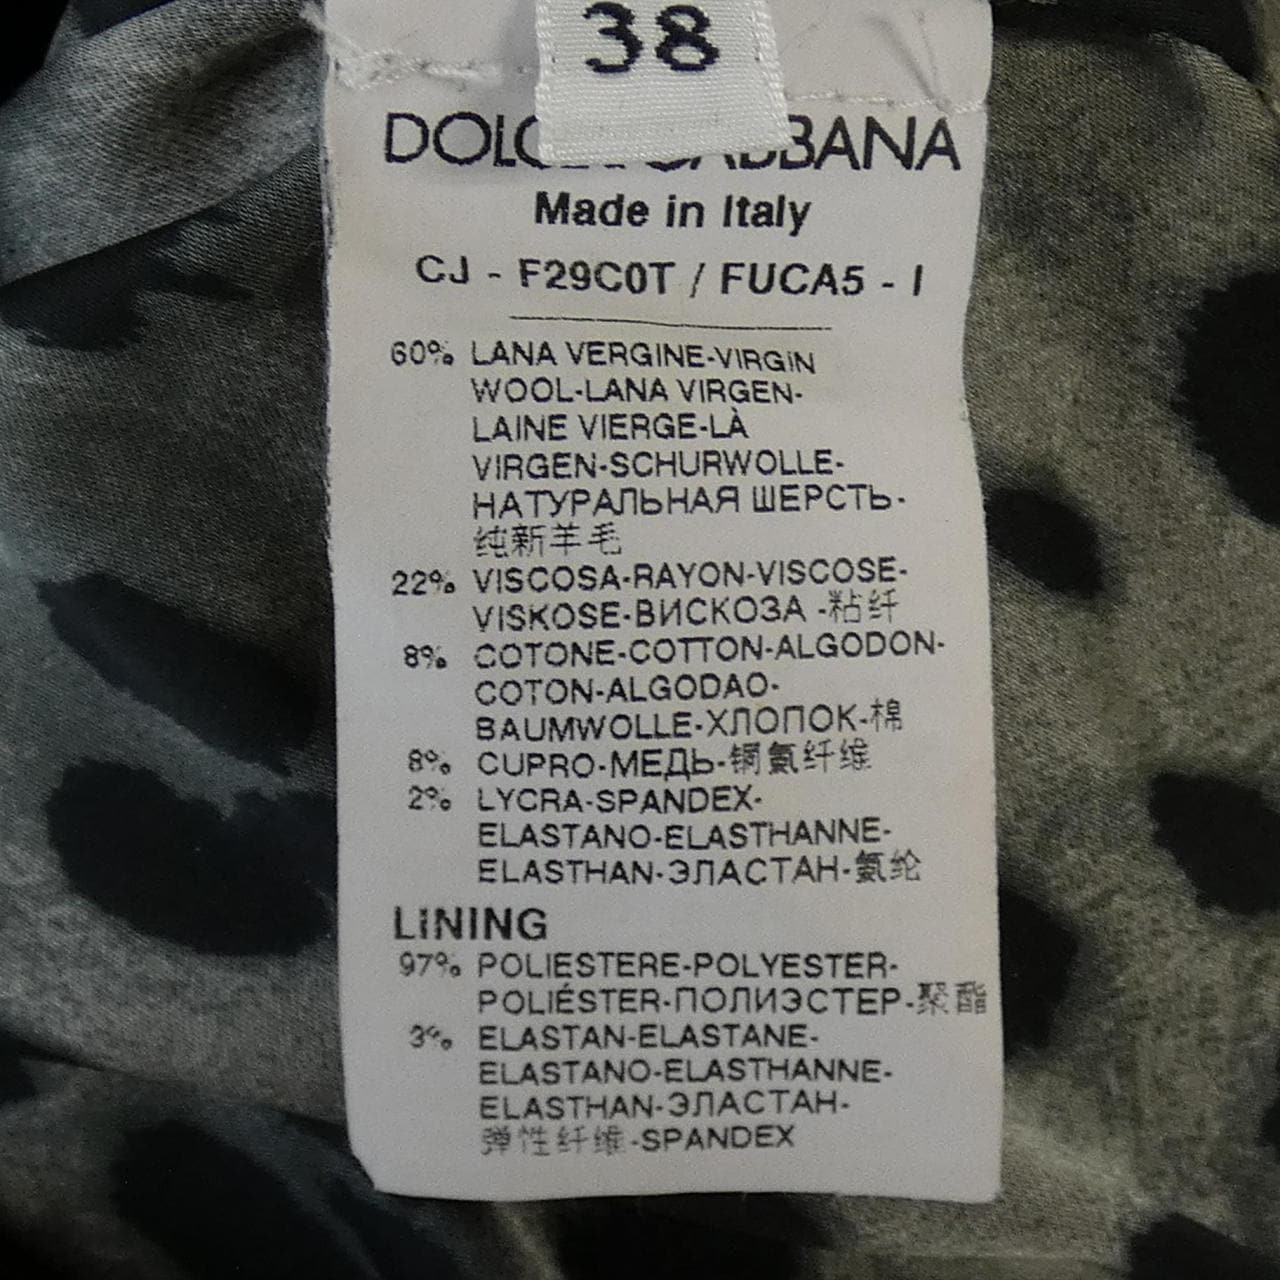 38
DOLCE & GABBANA
Made in Italy
CJ - F29C0T / FUCA5 - I
60% LANA VERGINE-VIRGIN
WOOL-LANA VIRGEN-
LAINE VIERGE-LÀ
VIRGEN-SCHURWOLLE-
НАТУРАЛЬНАЯ ШЕРСТЬ-
纯新羊毛
22% VISCOSA-RAYON-VISCOSE-
VISKOSE-ВИСКОЗА -粘纤
8% COTONE-COTTON-ALGODON-
COTON-ALGODAO-
BAUMWOLLE-ХЛОПОК-棉
8% CUPRO-МЕДЬ-铜氨纤维
2% LYCRA-SPANDEX-
ELASTANO-ELASTHANNE-
ELASTHAN-ЭЛАСТАН-氨纶
LINING
97% POLIESTERE-POLYESTER-
POLIÉSTER-ПОЛИЭСТЕР-聚酯
3% ELASTAN-ELASTANE-
ELASTANO-ELASTHANNE-
ELASTHAN-ЭЛАСТАН-
弹性纤维-SPANDEX